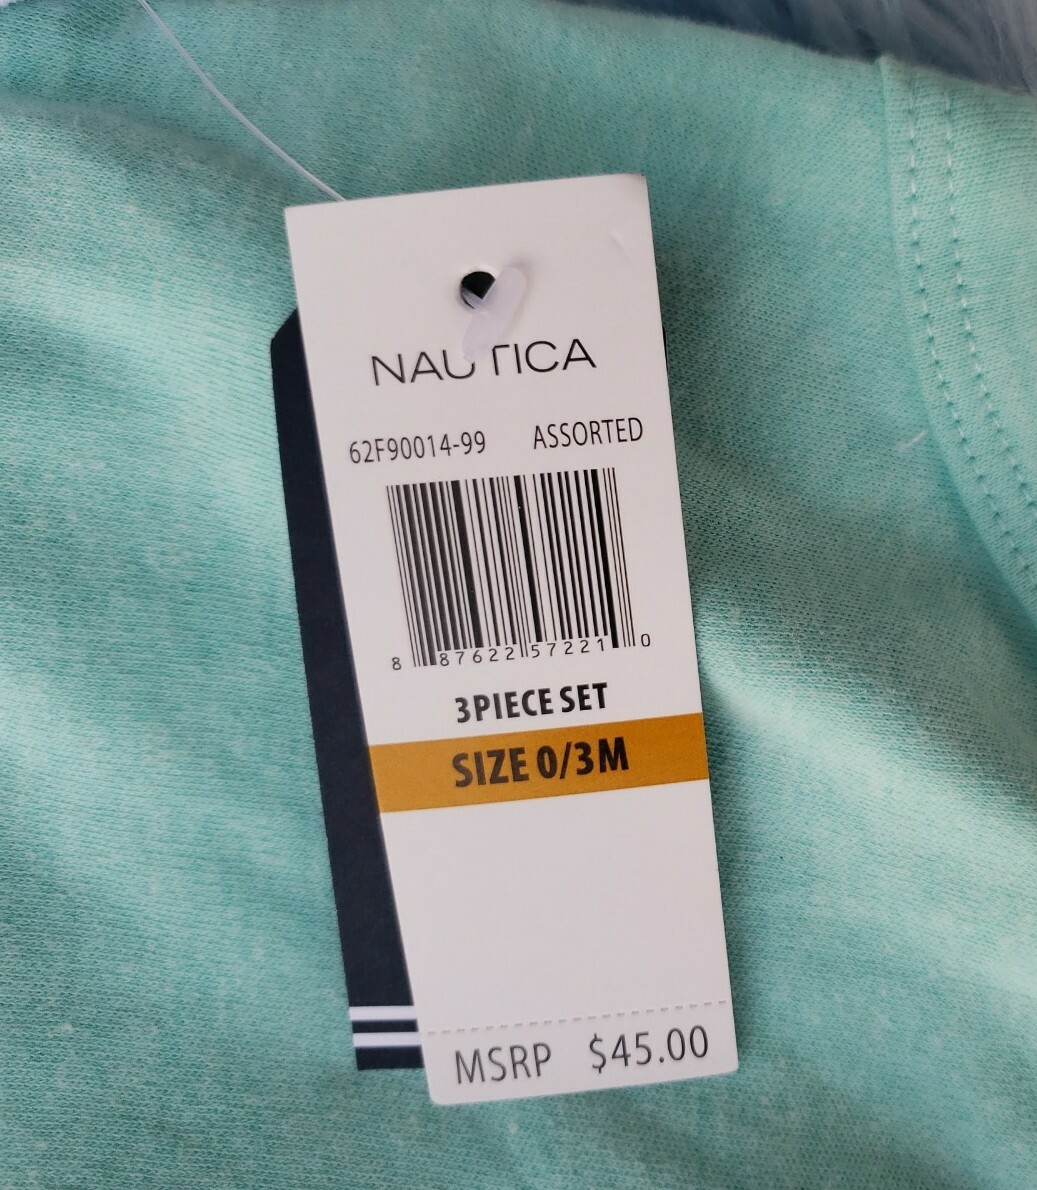 NAUTICA
62F90014-99 ASSORTED
8 87622 57221 0
3PIECE SET
SIZE 0/3M
MSRP $45.00